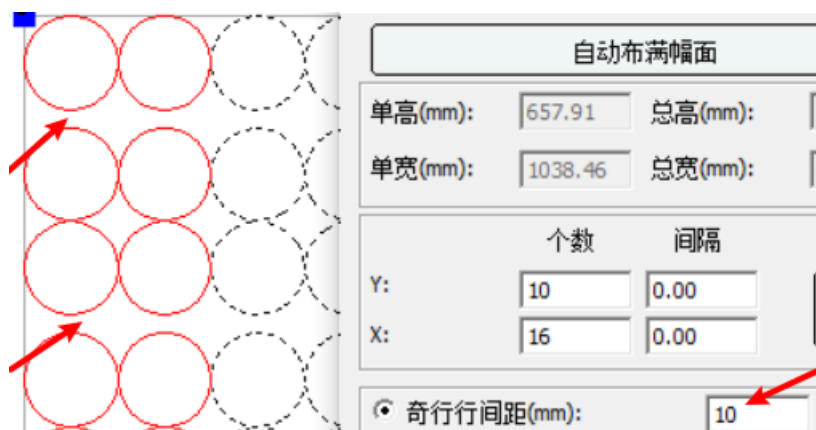 自动布满幅面
单高(mm): 657.91 总高(mm):
单宽(mm): 1038.46 总宽(mm):
个数 间隔
Y: 10 0.00
X: 16 0.00
奇行行间距(mm): 10